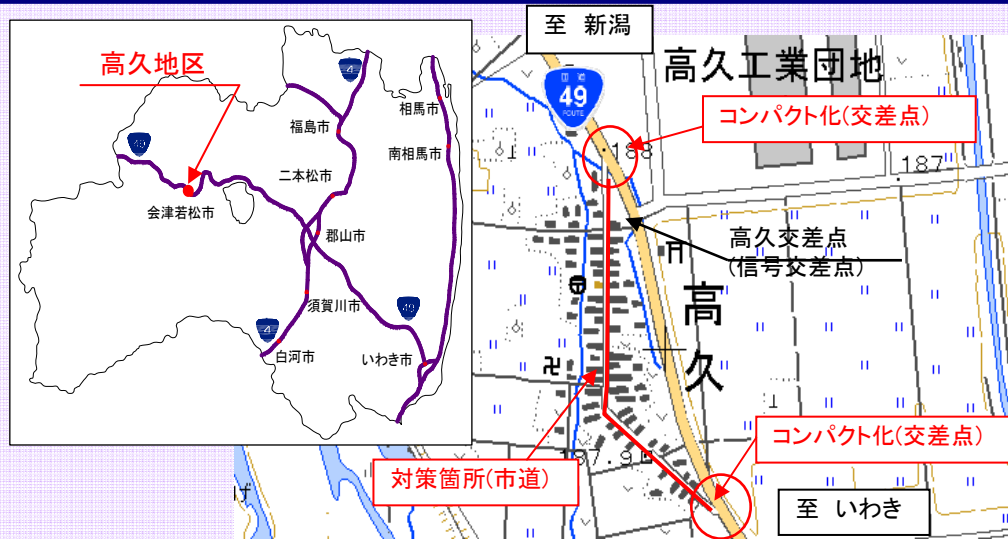 高久地区
4
相馬市
福島市
49
南相馬市
二本松市
会津若松市
郡山市
須賀川市
49
4
白河市
いわき市
至 新潟
高久工業団地
国道
49
ROUTE
コンパクト化(交差点)
188
187
高久交差点
(信号交差点)
高久
コンパクト化(交差点)
対策箇所(市道)
至 いわき